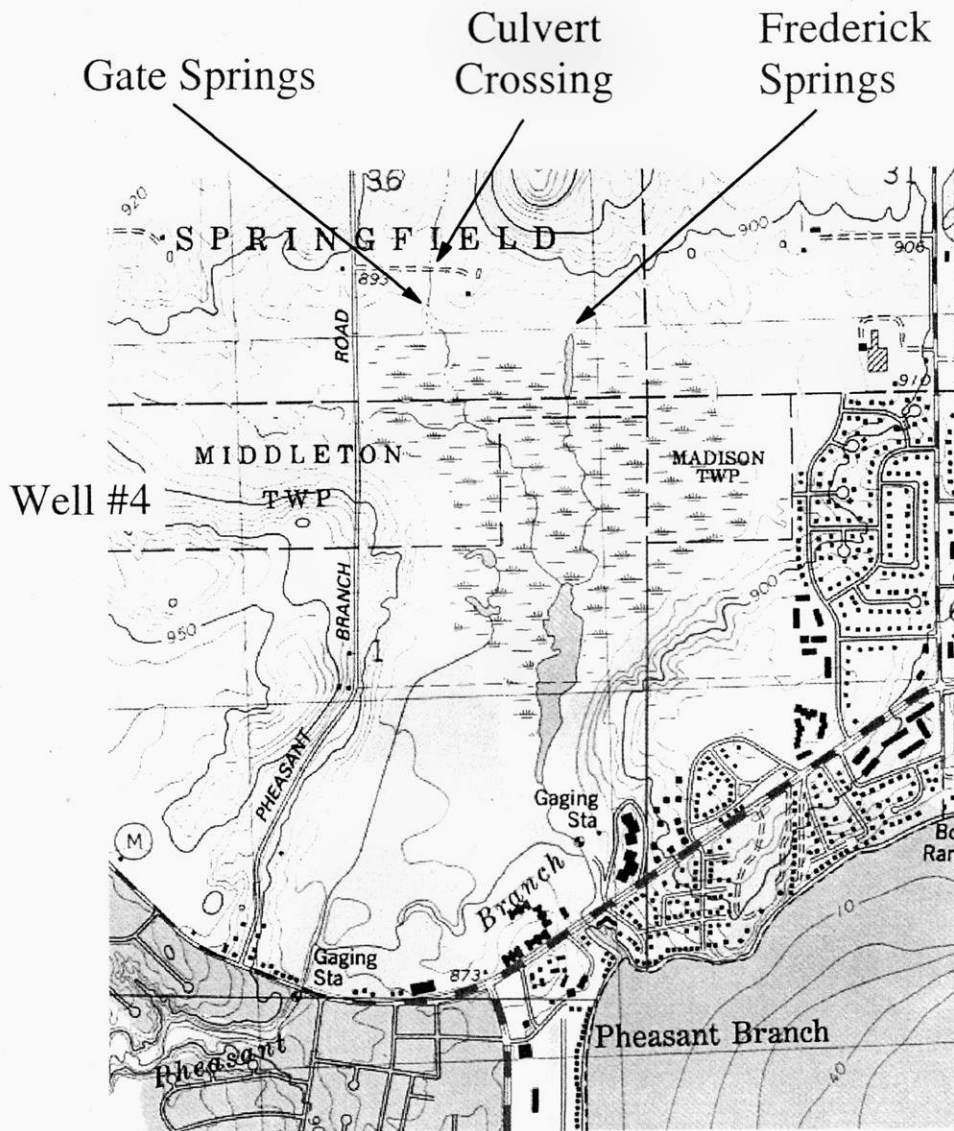 Culvert
Crossing
Frederick
Springs
Gate Springs
36
31
920
SPRINGFIELD
900
906
893
ROAD
910
MIDDLETON
TWP
MADISON
TWP
Well #4
BRANCH
900
950
1
PHEASANT
Gaging
Sta
M
Branch
10
Gaging
Sta
873
Pheasant Branch
Pheasant
40